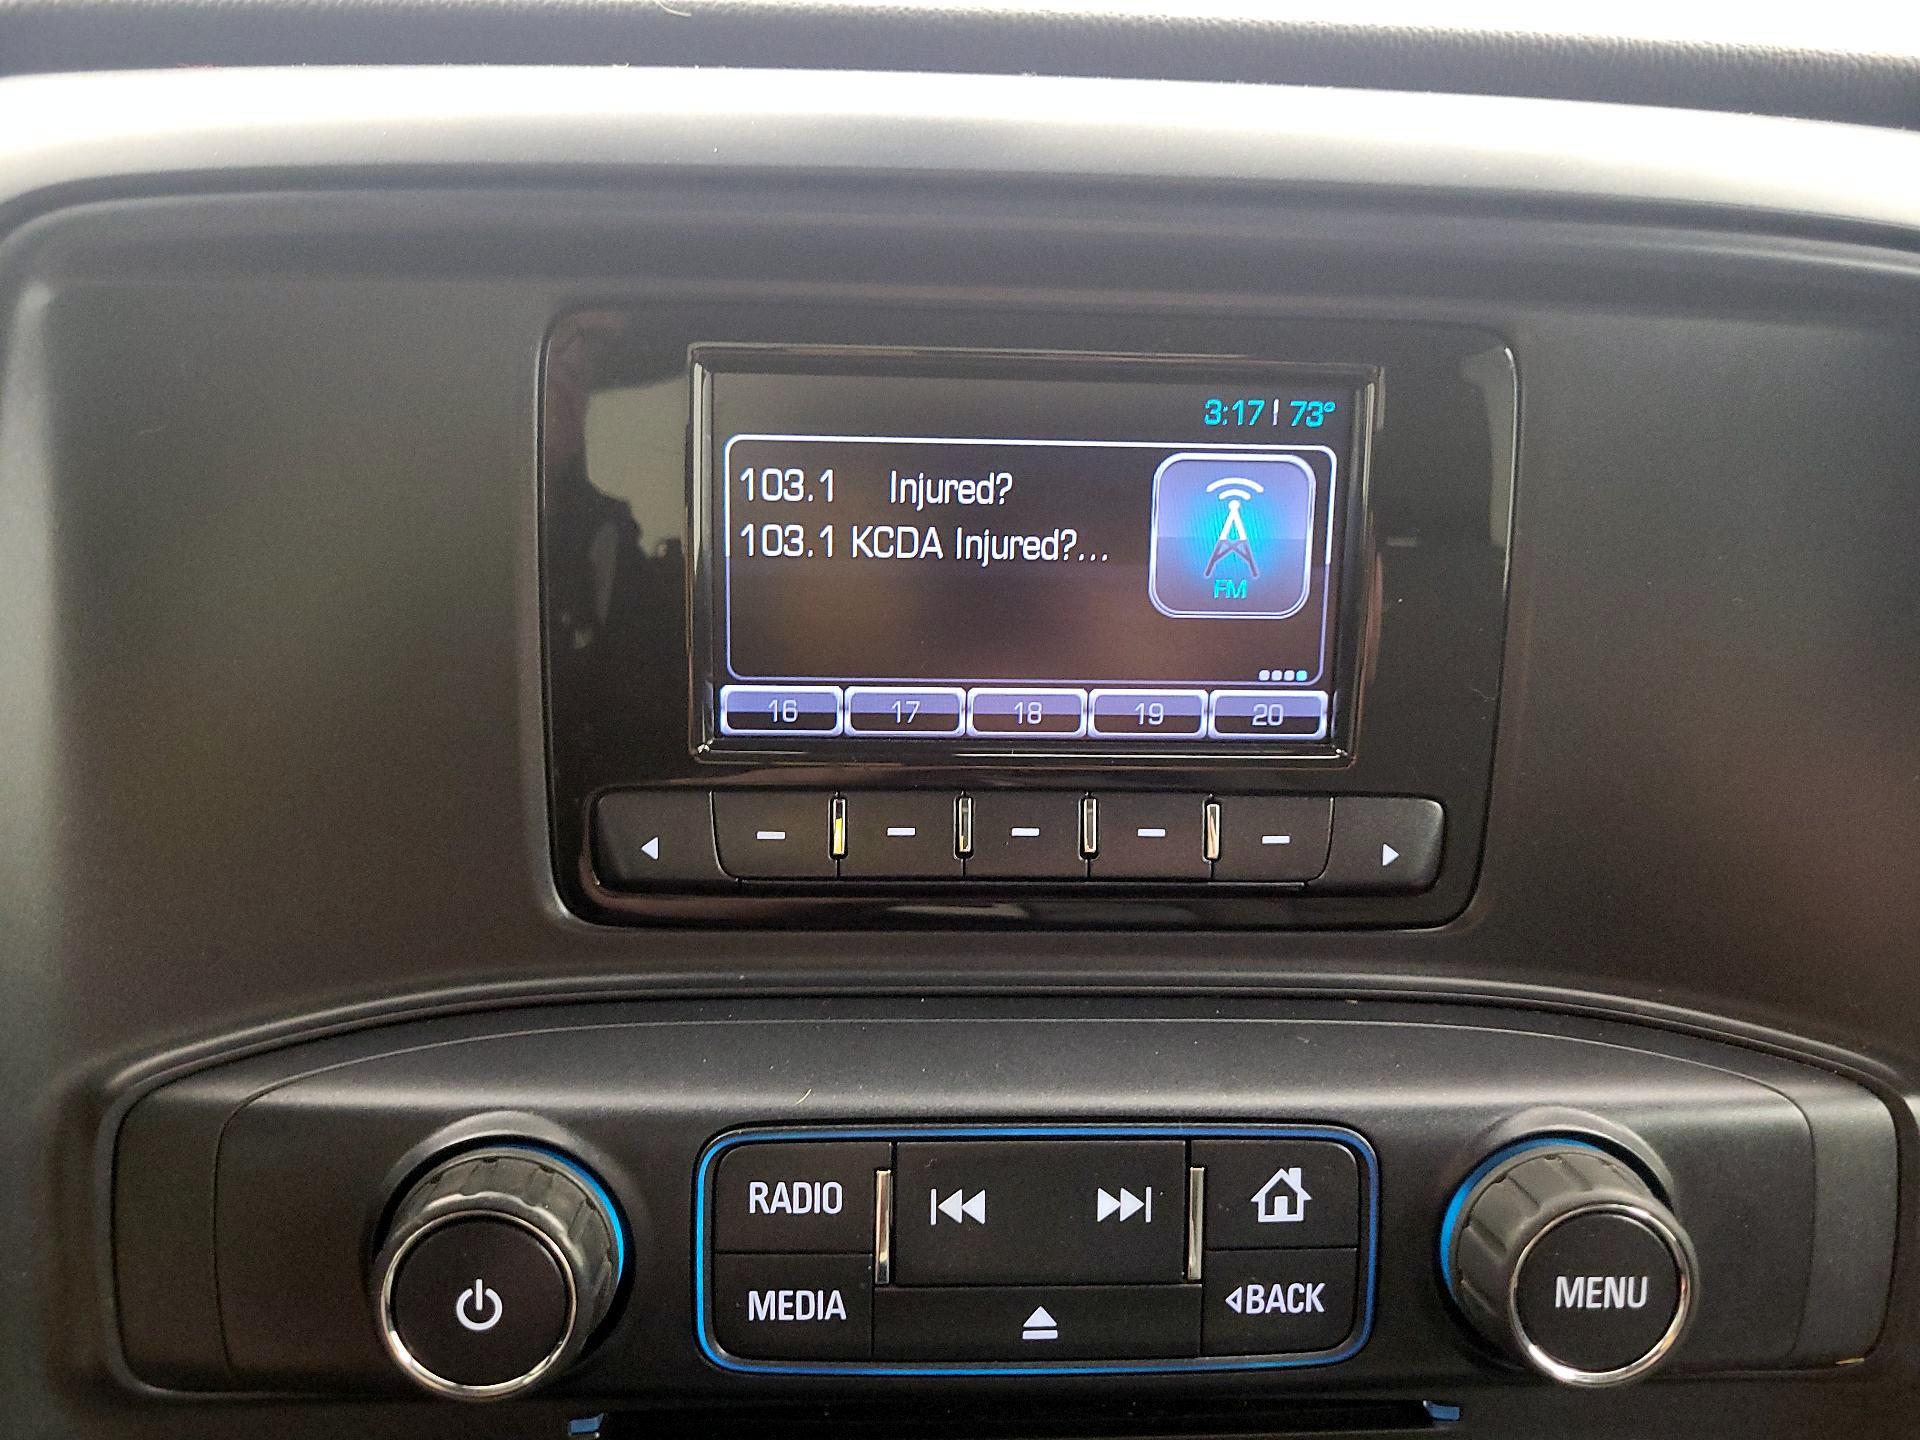 3:17 | 73°
103.1 Injured?
103.1 KCDA Injured?...
FM
16 17 18 19 20
RADIO
MEDIA
◁BACK
MENU